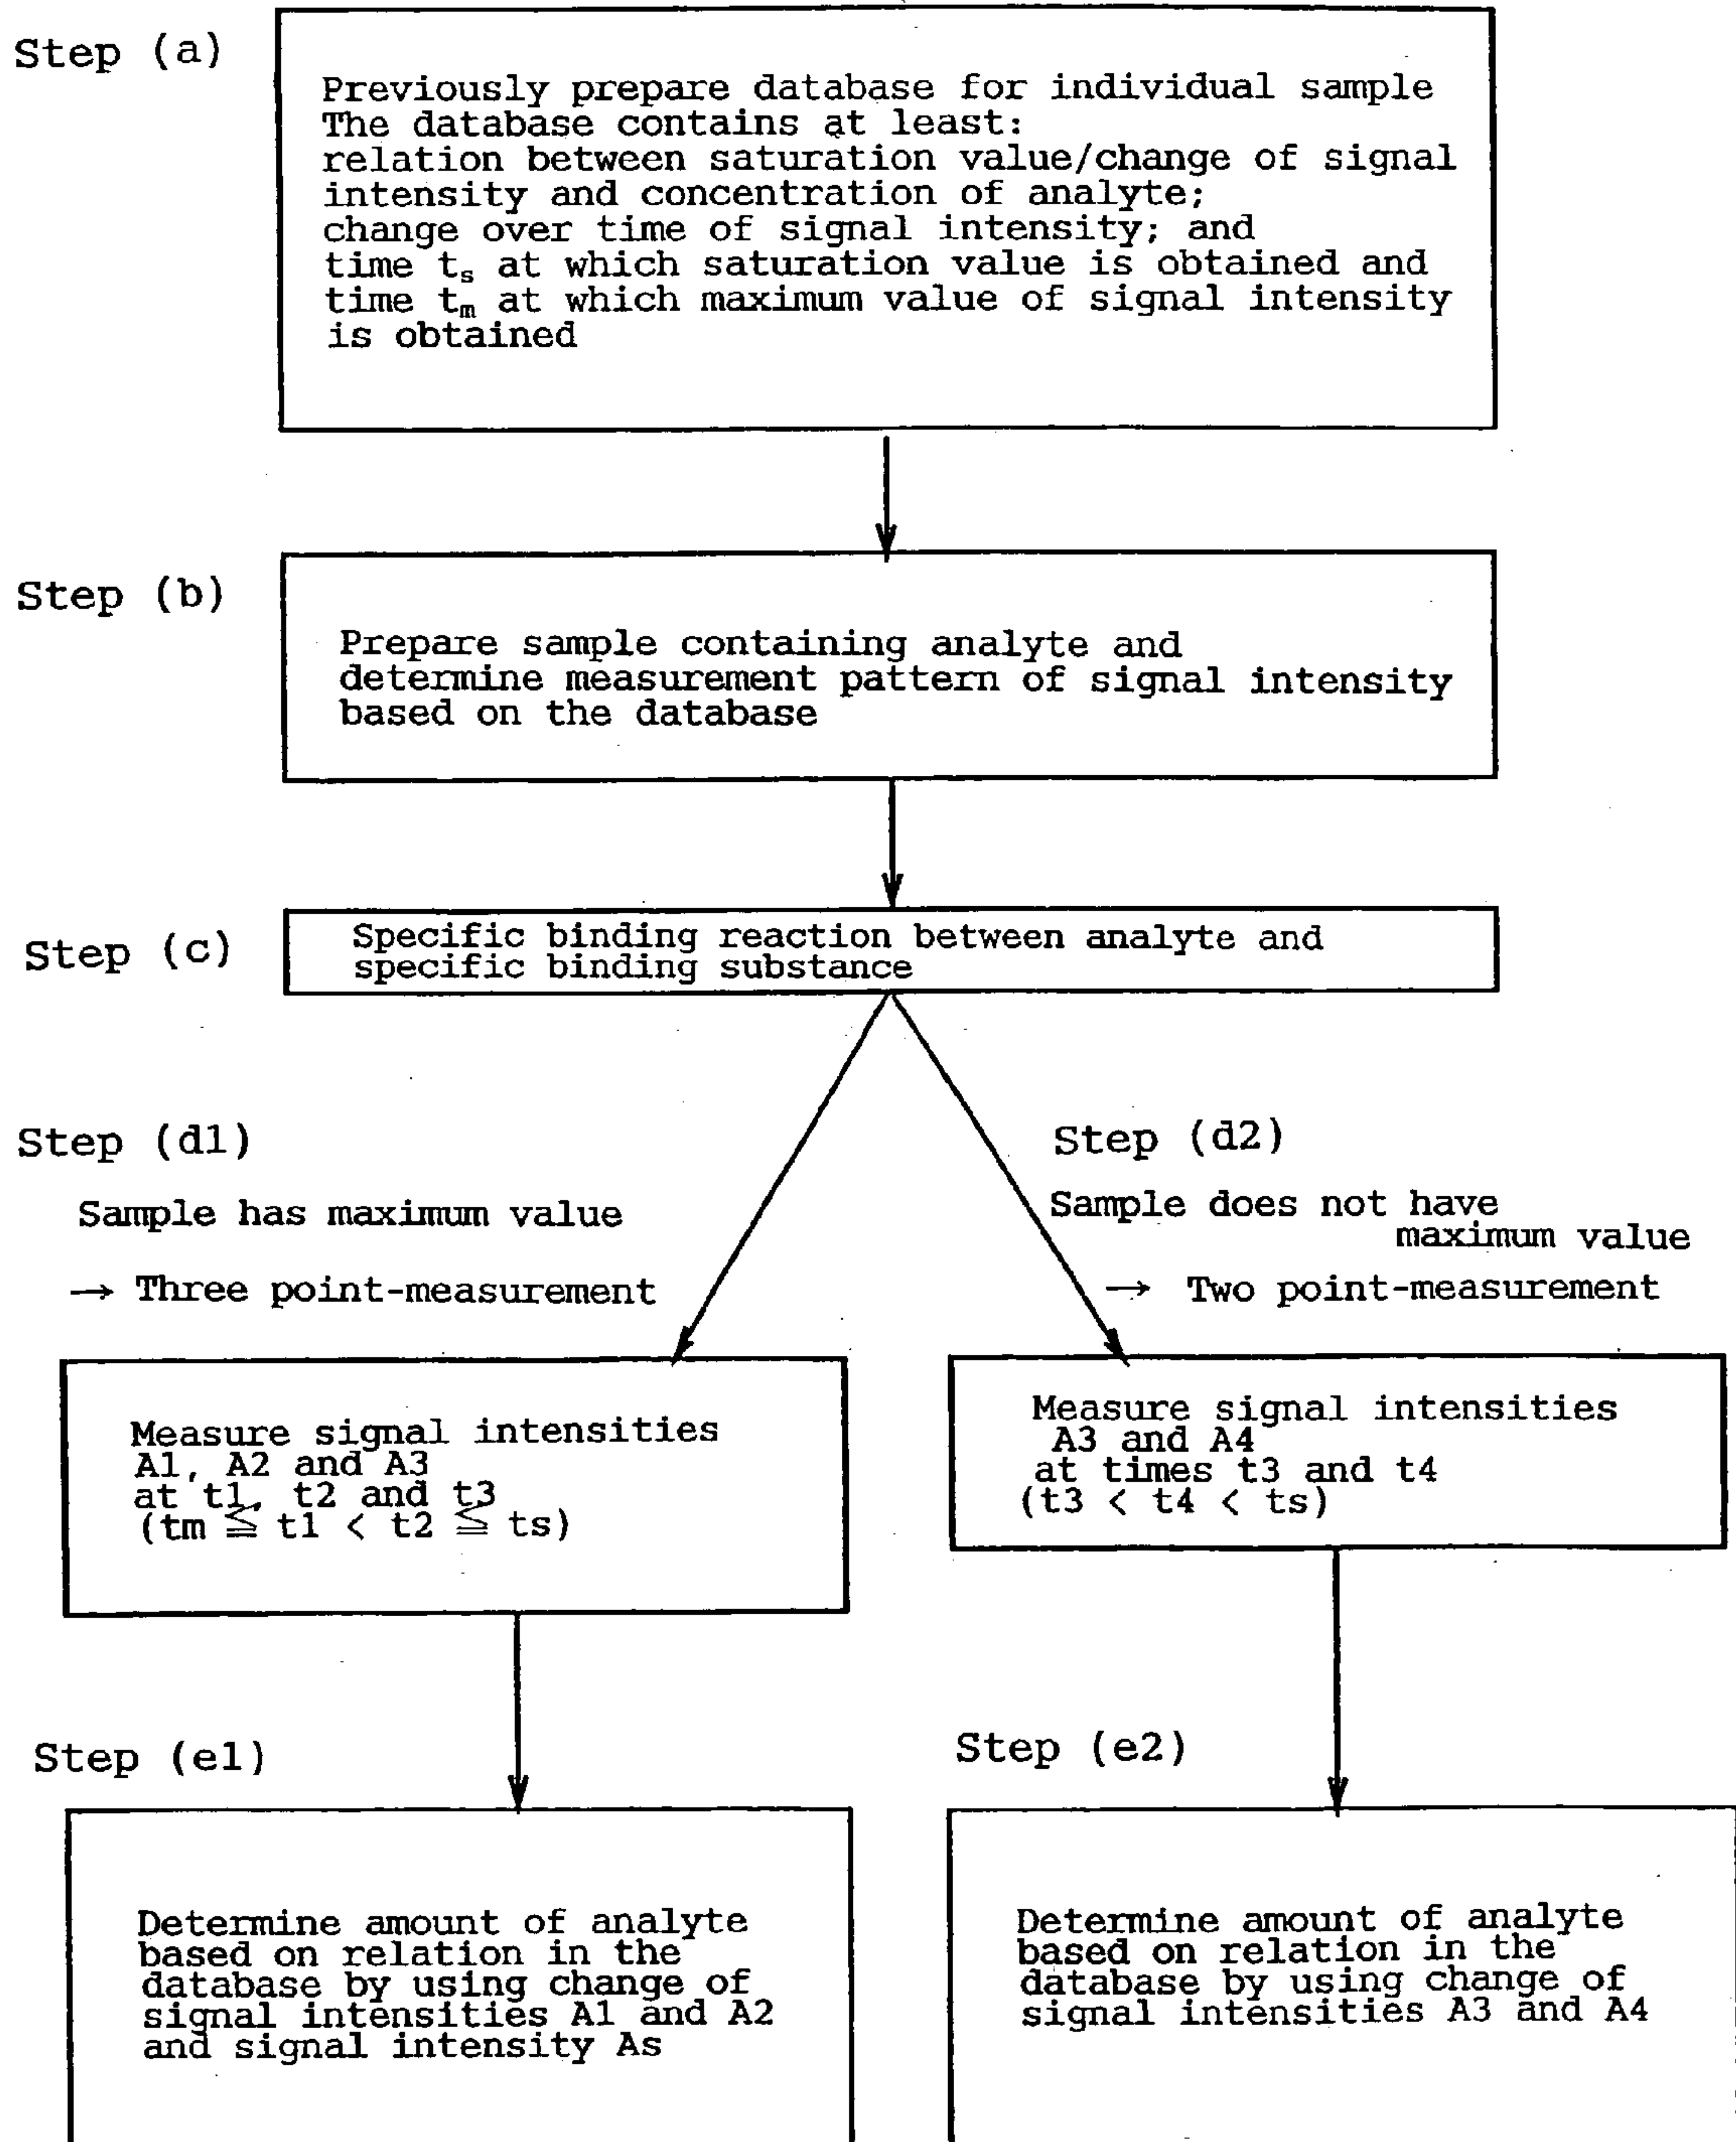 Step (a)
Previously prepare database for individual sample
The database contains at least:
relation between saturation value/change of signal
intensity and concentration of analyte;
change over time of signal intensity; and
time ts at which saturation value is obtained and
time tm at which maximum value of signal intensity
is obtained
Step (b)
Prepare sample containing analyte and
determine measurement pattern of signal intensity
based on the database
Step (c)
Specific binding reaction between analyte and
specific binding substance
Step (d1)
Sample has maximum value
→ Three point-measurement
Step (d2)
Sample does not have
maximum value
→ Two point-measurement
Measure signal intensities
A1, A2 and A3
at t1, t2 and t3
(tm ≦ t1 < t2 ≦ ts)
Measure signal intensities
A3 and A4
at times t3 and t4
(t3 < t4 < ts)
Step (e1)
Determine amount of analyte
based on relation in the
database by using change of
signal intensities A1 and A2
and signal intensity As
Step (e2)
Determine amount of analyte
based on relation in the
database by using change of
signal intensities A3 and A4